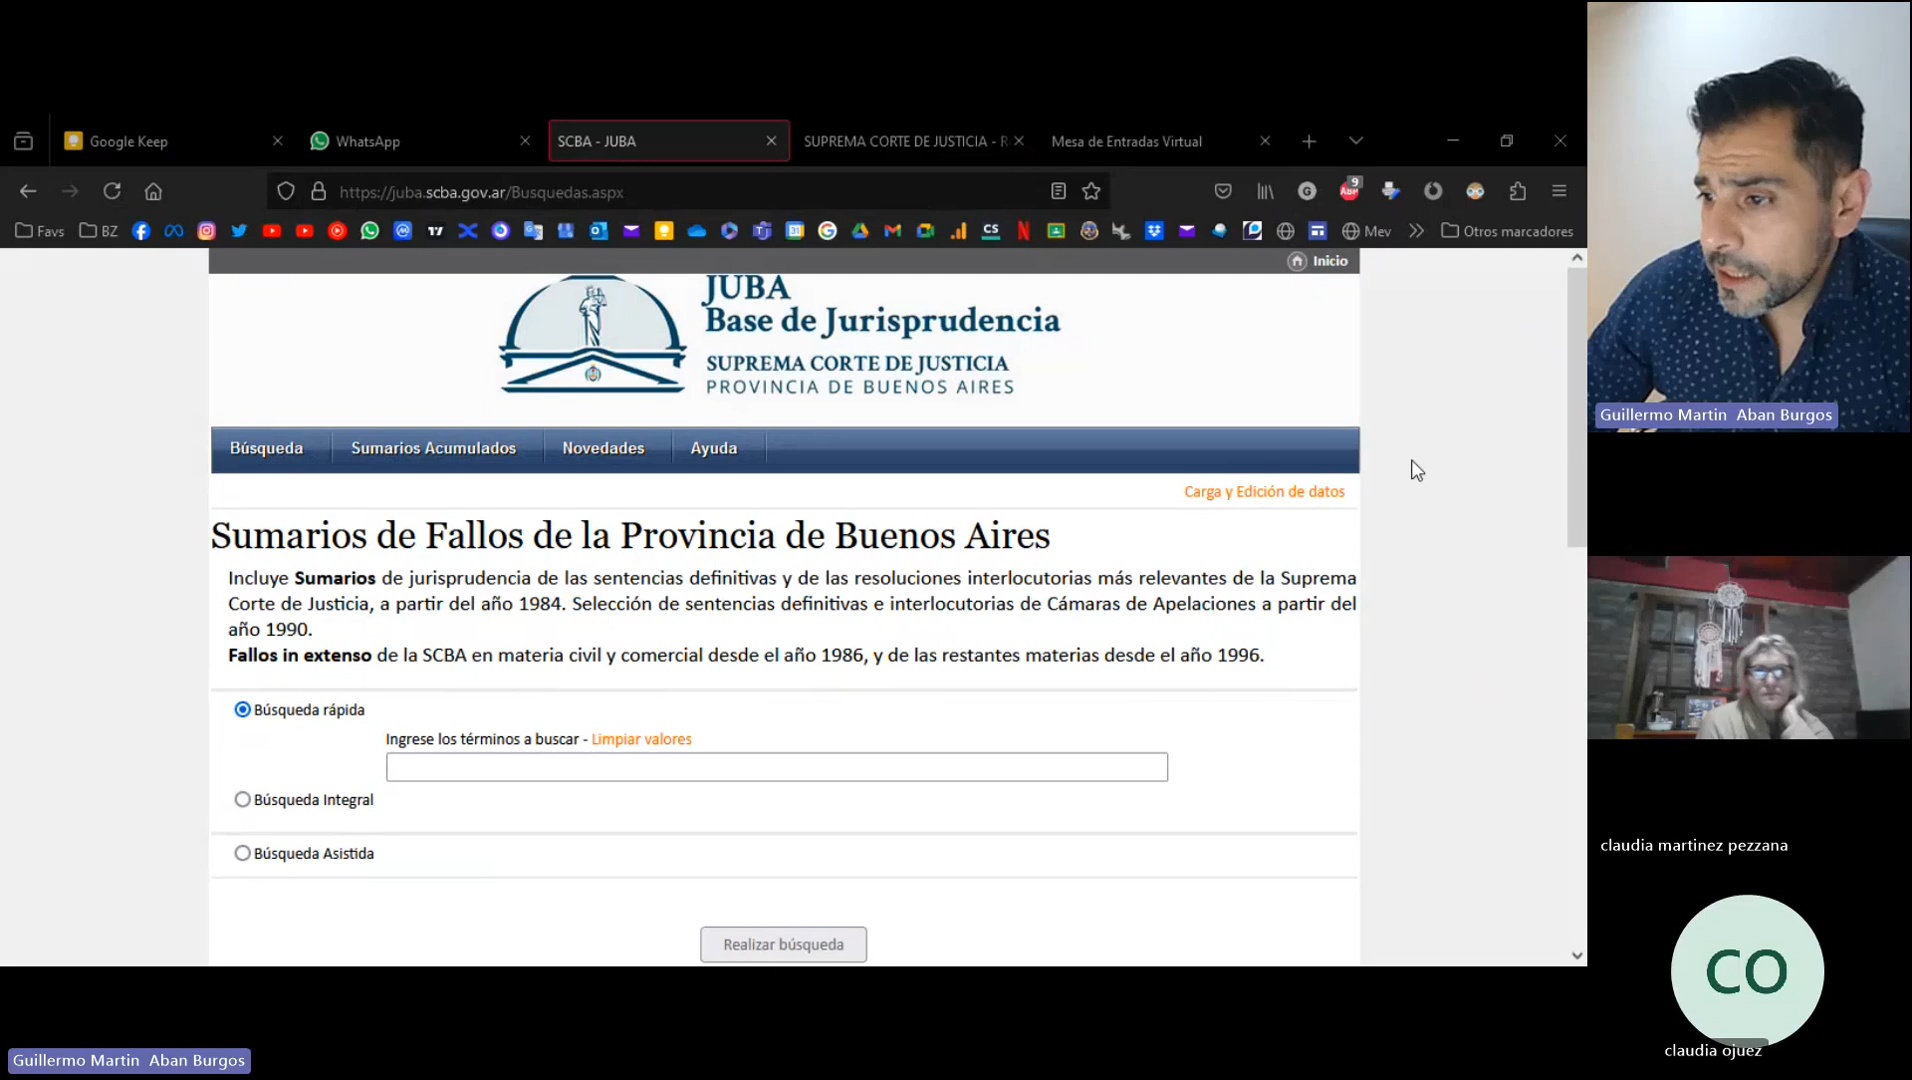 Google Keep
WhatsApp
SCBA - JUBA
SUPREMA CORTE DE JUSTICIA - R
Mesa de Entradas Virtual
https://juba.scba.gov.ar/Busquedas.aspx
9
ABP
G
Favs
BZ
CS
Mev
Otros marcadores
Inicio
JUBA
Base de Jurisprudencia
SUPREMA CORTE DE JUSTICIA
PROVINCIA DE BUENOS AIRES
Búsqueda
Sumarios Acumulados
Novedades
Ayuda
Carga y Edición de datos
Sumarios de Fallos de la Provincia de Buenos Aires
Incluye Sumarios de jurisprudencia de las sentencias definitivas y de las resoluciones interlocutorias más relevantes de la Suprema
Corte de Justicia, a partir del año 1984. Selección de sentencias definitivas e interlocutorias de Cámaras de Apelaciones a partir del
año 1990.
Fallos in extenso de la SCBA en materia civil y comercial desde el año 1986, y de las restantes materias desde el año 1996.
Búsqueda rápida
Ingrese los términos a buscar - Limpiar valores
Búsqueda Integral
Búsqueda Asistida
Realizar búsqueda
Guillermo Martin Aban Burgos
claudia martinez pezzana
CO
claudia ojuez
Guillermo Martin Aban Burgos